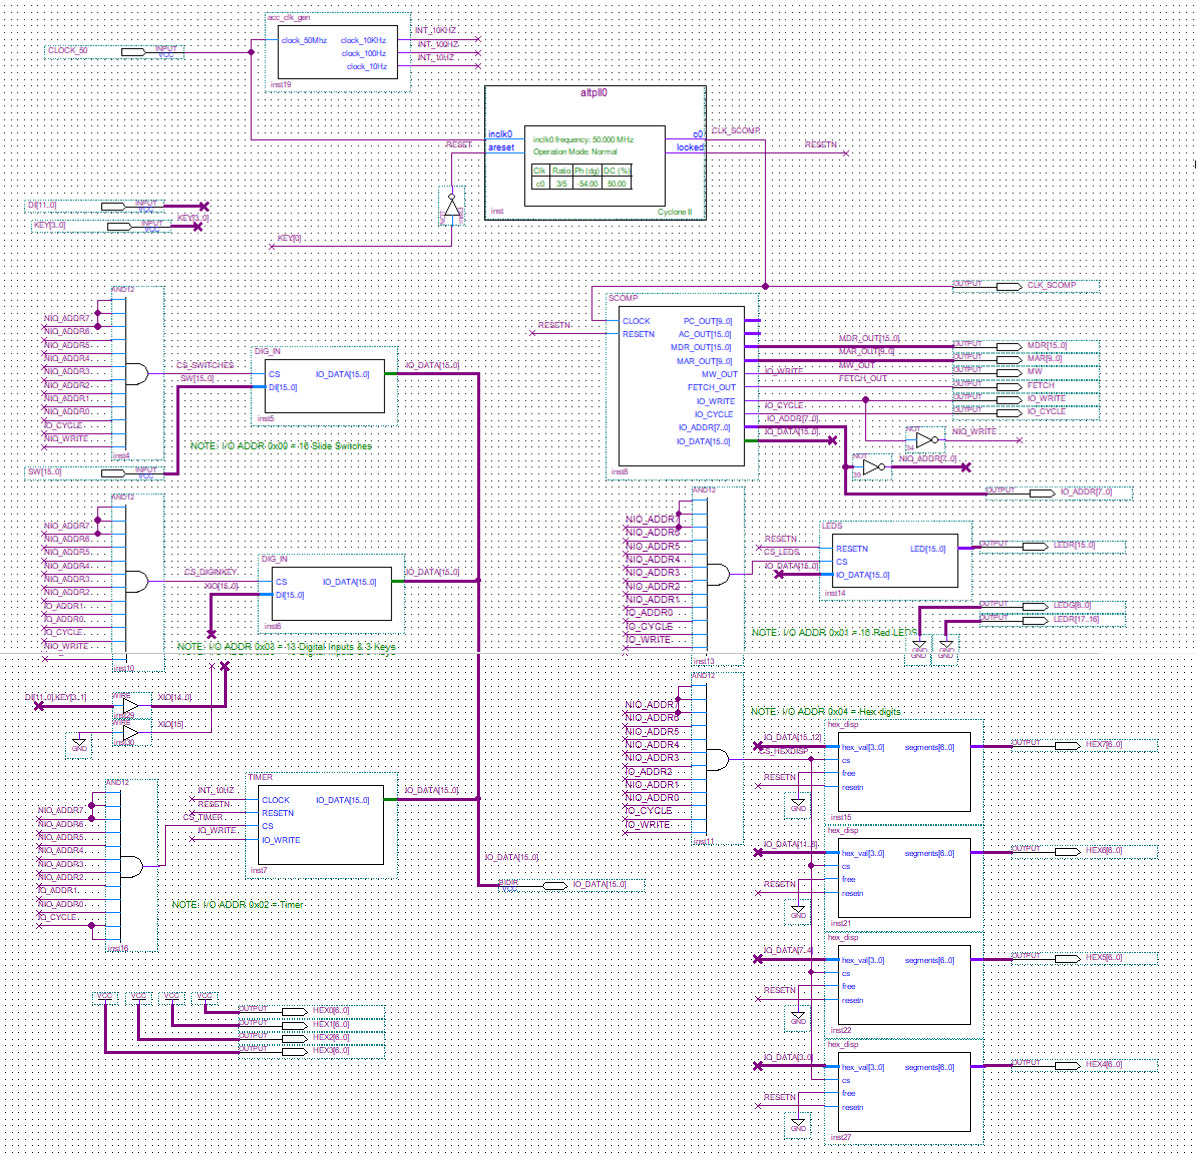 acc_clk_gen
CLOCK_50
INPUT
VCC
clock_50Mhz
clock_10KHz
clock_100Hz
clock_10Hz
inst19
INT_10KHZ
INT_100HZ
INT_10HZ
altpll0
inclk0
areset
inclk0 frequency: 50.000 MHz
Operation Mode: Normal
Clk Ratio Ph (dg) DC (%)
c0 3/5 -54.00 50.00
inst
Cyclone II
c0
locked
CLK_SCOMP
RESETN
RESET
KEY[0]
DI[11..0]
INPUT
VCC
KEY[3..0]
INPUT
VCC
KEY[3..0]
AND12
NIO_ADDR7
NIO_ADDR6
NIO_ADDR5
NIO_ADDR4
NIO_ADDR3
NIO_ADDR2
NIO_ADDR1
NIO_ADDR0
IO_CYCLE
NIO_WRITE
inst4
CS_SWITCHES
SW[15..0]
DIG_IN
CS
DI[15..0]
IO_DATA[15..0]
inst5
IO_DATA[15..0]
NOTE: I/O ADDR 0x00 = 16 Slide Switches
SW[15..0]
INPUT
VCC
SCOMP
CLOCK
RESETN
PC_OUT[9..0]
AC_OUT[15..0]
MDR_OUT[15..0]
MAR_OUT[9..0]
MW_OUT
FETCH_OUT
IO_WRITE
IO_CYCLE
IO_ADDR[7..0]
IO_DATA[15..0]
inst8
RESETN
MDR_OUT[15..0]
MAR_OUT[9..0]
MW_OUT
IO_WRITE
FETCH_OUT
IO_CYCLE
IO_ADDR[7..0]
IO_DATA[15..0]
OUTPUT
CLK_SCOMP
OUTPUT
MDR[15..0]
OUTPUT
MAR[9..0]
OUTPUT
MW
OUTPUT
FETCH
OUTPUT
IO_WRITE
OUTPUT
IO_CYCLE
NOT
NIO_WRITE
NOT
NIO_ADDR[7..0]
OUTPUT
IO_ADDR[7..0]
AND12
NIO_ADDR7
NIO_ADDR6
NIO_ADDR5
NIO_ADDR4
NIO_ADDR3
NIO_ADDR2
IO_ADDR1
IO_ADDR0
IO_CYCLE
NIO_WRITE
inst10
CS_DIGINKEY
XIO[15..0]
DIG_IN
CS
DI[15..0]
IO_DATA[15..0]
inst6
IO_DATA[15..0]
NOTE: I/O ADDR 0x03 = 13 Digital Inputs & 3 Keys
AND12
NIO_ADDR7
NIO_ADDR6
NIO_ADDR5
NIO_ADDR4
NIO_ADDR3
NIO_ADDR2
NIO_ADDR1
IO_ADDR0
IO_CYCLE
IO_WRITE
inst13
RESETN
CS_LEDS
IO_DATA[15..0]
LEDS
RESETN
CS
IO_DATA[15..0]
LED[15..0]
inst14
OUTPUT
LEDR[15..0]
OUTPUT
LEDG[8..0]
OUTPUT
LEDR[17..16]
GND
GND
NOTE: I/O ADDR 0x01 = 16 Red LEDS
DI[11..0],KEY[3..1]
WIRE
inst29
XIO[14..0]
WIRE
inst30
XIO[15]
GND
AND12
NIO_ADDR7
NIO_ADDR6
NIO_ADDR5
NIO_ADDR4
NIO_ADDR3
IO_ADDR2
NIO_ADDR1
NIO_ADDR0
IO_CYCLE
IO_WRITE
inst11
NOTE: I/O ADDR 0x04 = Hex digits
hex_disp
IO_DATA[15..12]
CS_HEXDISP
RESETN
hex_val[3..0]
cs
free
resetn
segments[6..0]
inst15
GND
OUTPUT
HEX7[6..0]
hex_disp
IO_DATA[11..8]
RESETN
hex_val[3..0]
cs
free
resetn
segments[6..0]
inst21
GND
OUTPUT
HEX6[6..0]
hex_disp
IO_DATA[7..4]
RESETN
hex_val[3..0]
cs
free
resetn
segments[6..0]
inst22
GND
OUTPUT
HEX5[6..0]
hex_disp
IO_DATA[3..0]
RESETN
hex_val[3..0]
cs
free
resetn
segments[6..0]
inst27
GND
OUTPUT
HEX4[6..0]
AND12
NIO_ADDR7
NIO_ADDR6
NIO_ADDR5
NIO_ADDR4
NIO_ADDR3
NIO_ADDR2
IO_ADDR1
NIO_ADDR0
IO_CYCLE
inst16
INT_10HZ
RESETN
CS_TIMER
IO_WRITE
TIMER
CLOCK
RESETN
CS
IO_WRITE
IO_DATA[15..0]
inst7
IO_DATA[15..0]
NOTE: I/O ADDR 0x02 = Timer
IO_DATA[15..0]
BIDIR
VCC
IO_DATA[15..0]
VCC
VCC
VCC
VCC
OUTPUT
HEX0[6..0]
OUTPUT
HEX1[6..0]
OUTPUT
HEX2[6..0]
OUTPUT
HEX3[6..0]